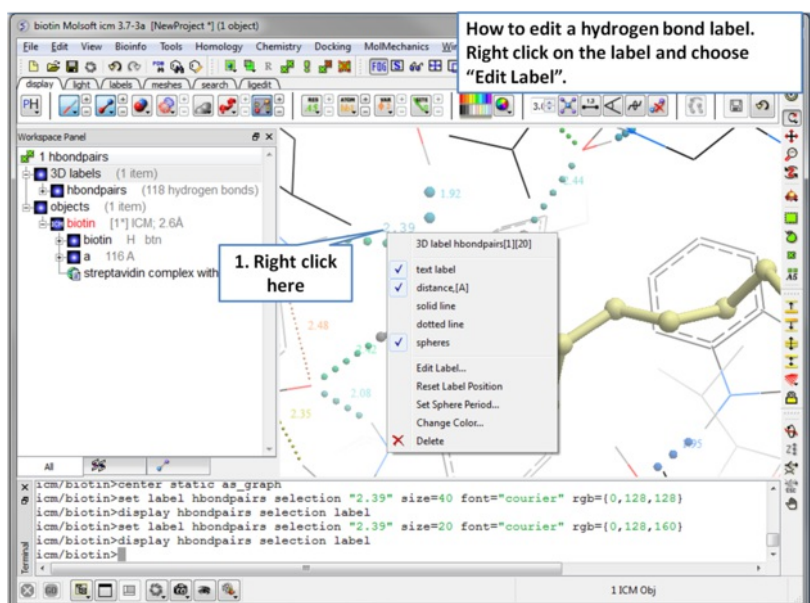 biotin Molsoft icm 3.7-3a [NewProject *] (1 object)
How to edit a hydrogen bond label.
Right click on the label and choose
“Edit Label”.
File Edit View Bioinfo Tools Homology Chemistry Docking MolMechanics
display light labels meshes search ligedit
PH
Workspace Panel
1 hbondpairs
3D labels (1 item)
hbondpairs (118 hydrogen bonds)
objects (1 item)
biotin [1*] ICM; 2.6Å
biotin H btn
a 116 A
streptavidin complex with
1. Right click
here
1.92
2.44
2.39
2.48
2.08
2.35
3D label hbondpairs[1][20]
text label
distance,[A]
solid line
dotted line
spheres
Edit Label...
Reset Label Position
Set Sphere Period...
Change Color...
Delete
All
icm/biotin>center static as_graph
icm/biotin>set label hbondpairs selection "2.39" size=40 font="courier" rgb={0,128,128}
icm/biotin>display hbondpairs selection label
icm/biotin>set label hbondpairs selection "2.39" size=20 font="courier" rgb={0,128,160}
icm/biotin>display hbondpairs selection label
icm/biotin>
Terminal
1 ICM Obj